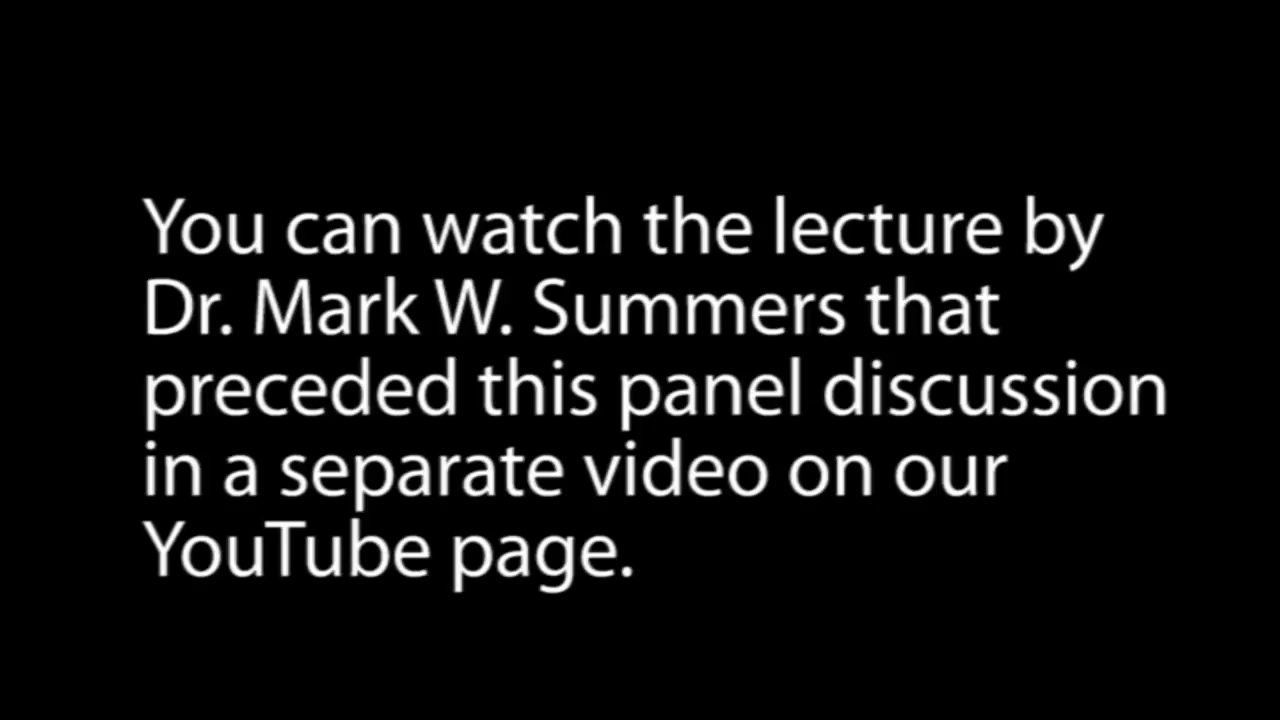 You can watch the lecture by
Dr. Mark W. Summers that
preceded this panel discussion
in a separate video on our
YouTube page.